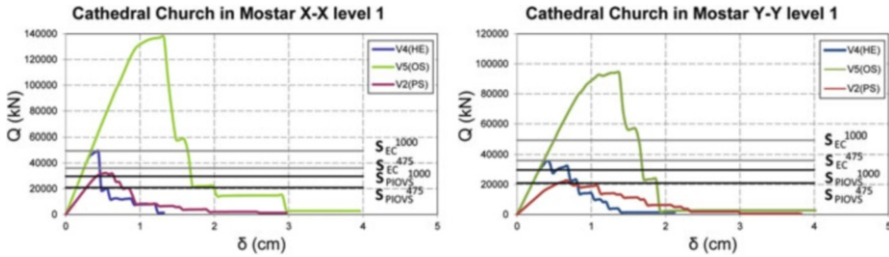 Cathedral Church in Mostar X-X level 1
140000
120000
100000
80000
60000
40000
20000
0
Q (kN)
V4(HE)
V5(OS)
V2(PS)
S EC 1000
S EC 475
S PIOVS 1000
S PIOVS 475
0 1 2 3 4 5
δ (cm)
Cathedral Church in Mostar Y-Y level 1
140000
120000
100000
80000
60000
40000
20000
0
Q (kN)
V4(HE)
V5(OS)
V2(PS)
S EC 1000
S EC 475
S PIOVS 1000
S PIOVS 475
0 1 2 3 4 5
δ (cm)